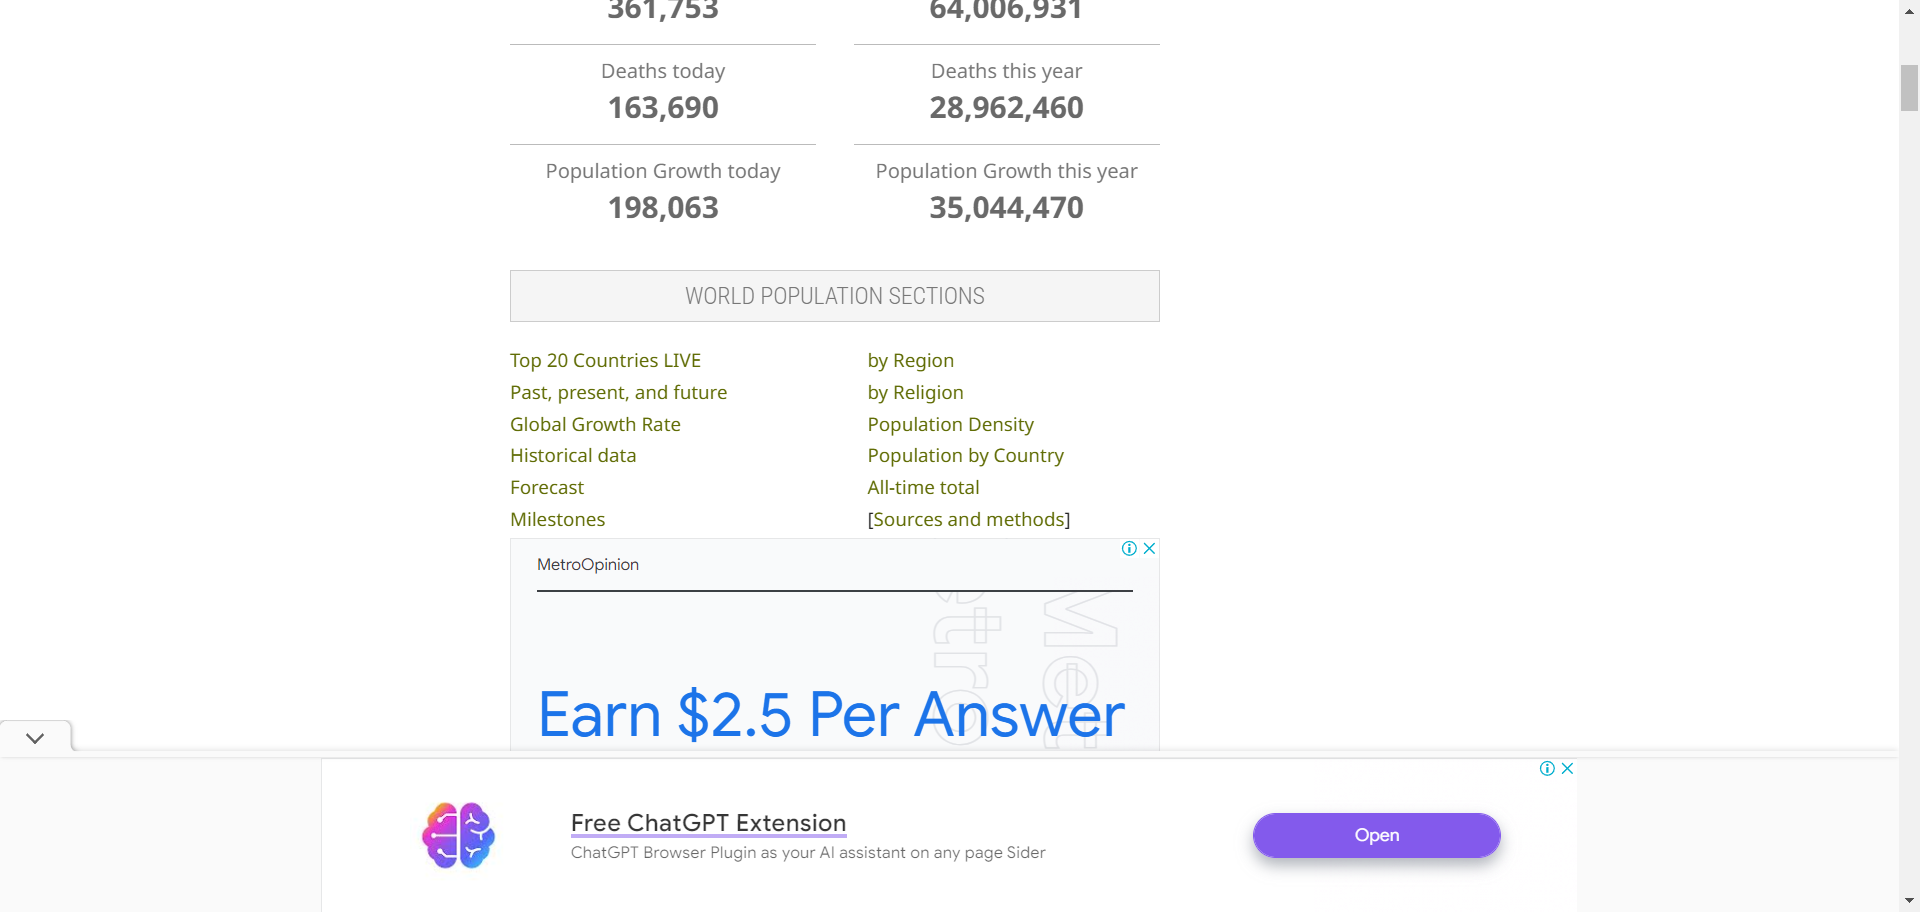 361,753
64,006,931
Deaths today
Deaths this year
163,690
28,962,460
Population Growth today
Population Growth this year
198,063
35,044,470
WORLD POPULATION SECTIONS
Top 20 Countries LIVE
by Region
Past, present, and future
by Religion
Global Growth Rate
Population Density
Historical data
Population by Country
Forecast
All-time total
Milestones
[Sources and methods]
MetroOpinion
Met
etro
Earn $2.5 Per Answer
Free ChatGPT Extension
ChatGPT Browser Plugin as your AI assistant on any page Sider
Open